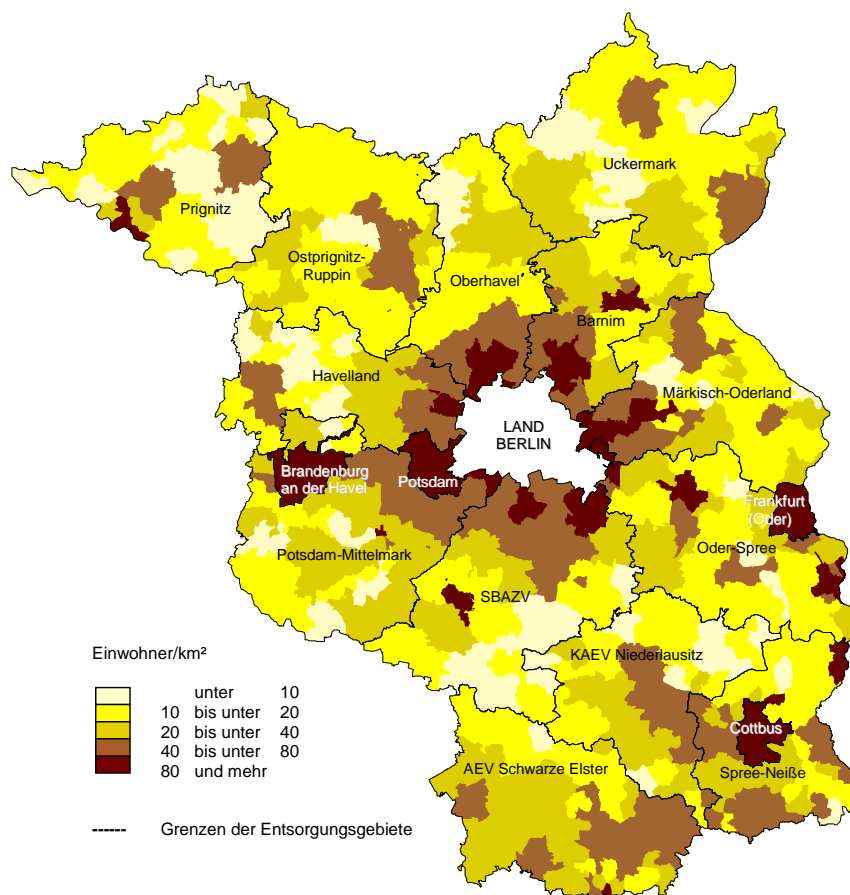 Uckermark
Prignitz
Ostprignitz-
Ruppin
Oberhavel
Barnim
Havelland
Märkisch-Oderland
LAND
BERLIN
Brandenburg
an der Havel
Potsdam
Frankfurt
(Oder)
Potsdam-Mittelmark
Oder-Spree
SBAZV
KAEV Niederlausitz
Cottbus
AEV Schwarze Elster
Spree-Neiße
Einwohner/km²
unter 10
10 bis unter 20
20 bis unter 40
40 bis unter 80
80 und mehr
Grenzen der Entsorgungsgebiete